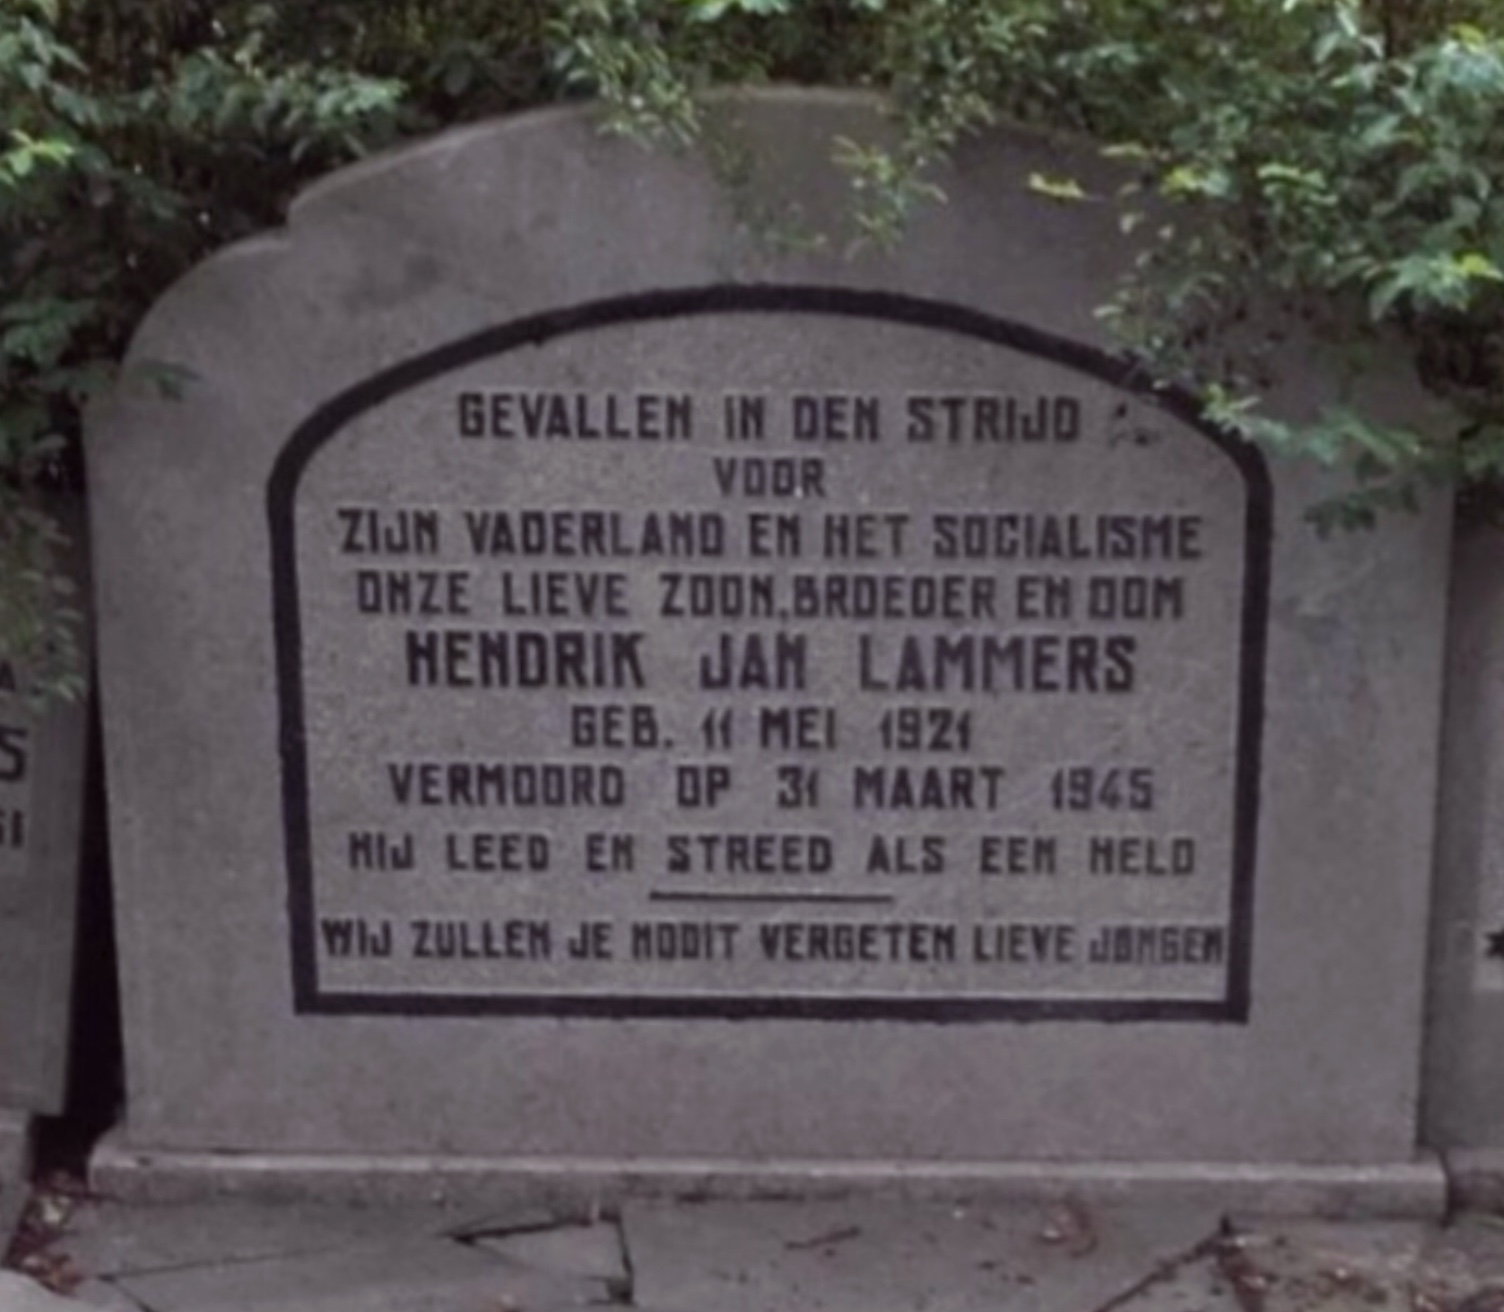 GEVALLEN IN DEN STRIJD
VOOR
ZIJN VADERLAND EN HET SOCIALISME
ONZE LIEVE ZOON, BROEDER EN OOM
HENDRIK JAN LAMMERS
GEB. 11 MEI 1921
VERMOORD OP 31 MAART 1945
HIJ LEED EN STREED ALS EEN HELD
WIJ ZULLEN JE NOOIT VERGETEN LIEVE JONGEN